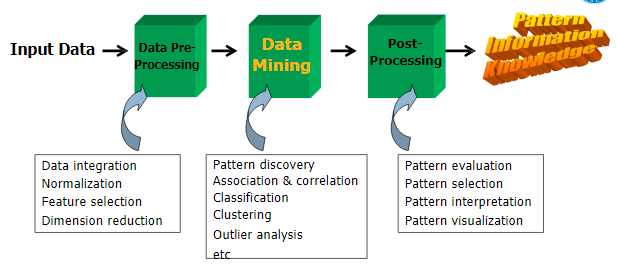 Input Data
Data Pre-
Processing
Data
Mining
Post-
Processing
Pattern
Information
Knowledge
Data integration
Normalization
Feature selection
Dimension reduction
Pattern discovery
Association & correlation
Classification
Clustering
Outlier analysis
etc
Pattern evaluation
Pattern selection
Pattern interpretation
Pattern visualization